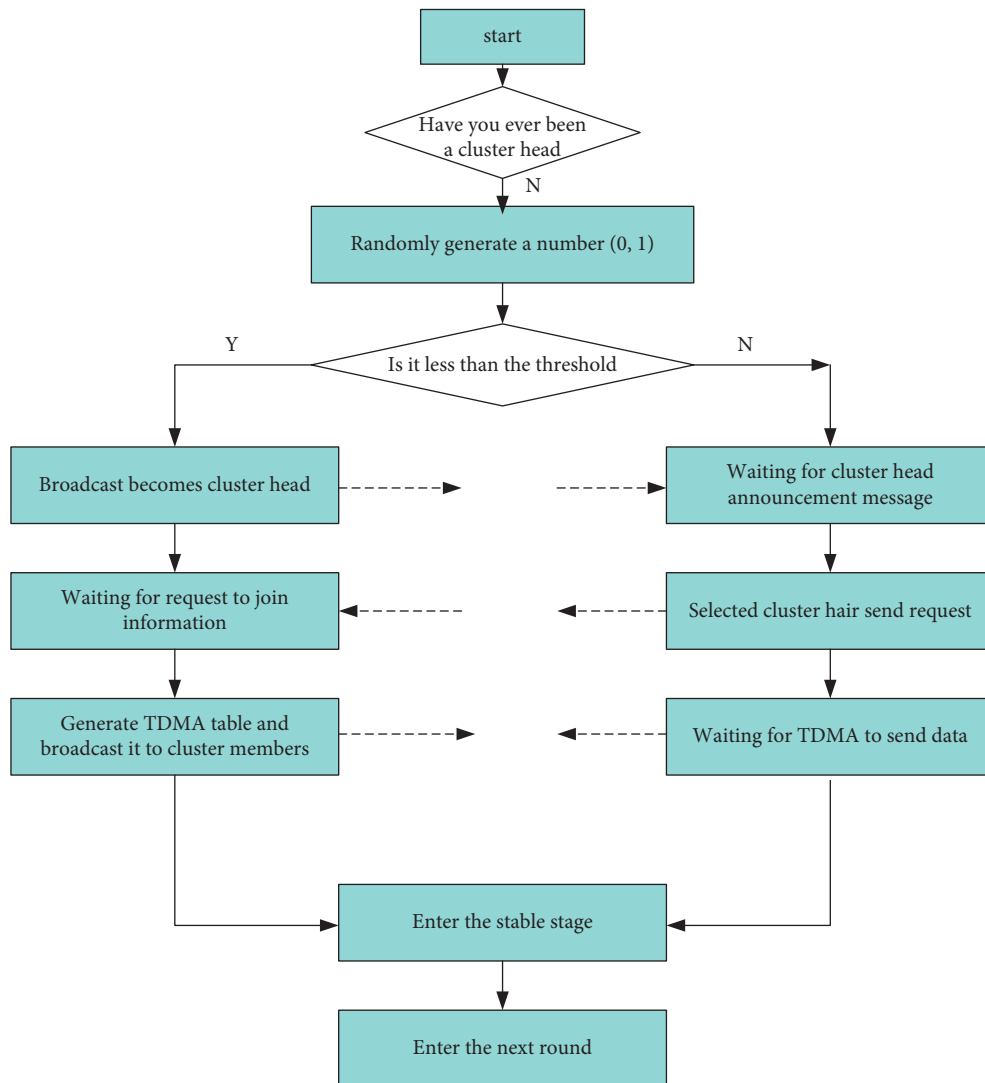 start
Have you ever been
a cluster head
N
Randomly generate a number (0, 1)
Y
Is it less than the threshold
N
Broadcast becomes cluster head
Waiting for cluster head
announcement message
Waiting for request to join
information
Selected cluster hair send request
Generate TDMA table and
broadcast it to cluster members
Waiting for TDMA to send data
Enter the stable stage
Enter the next round